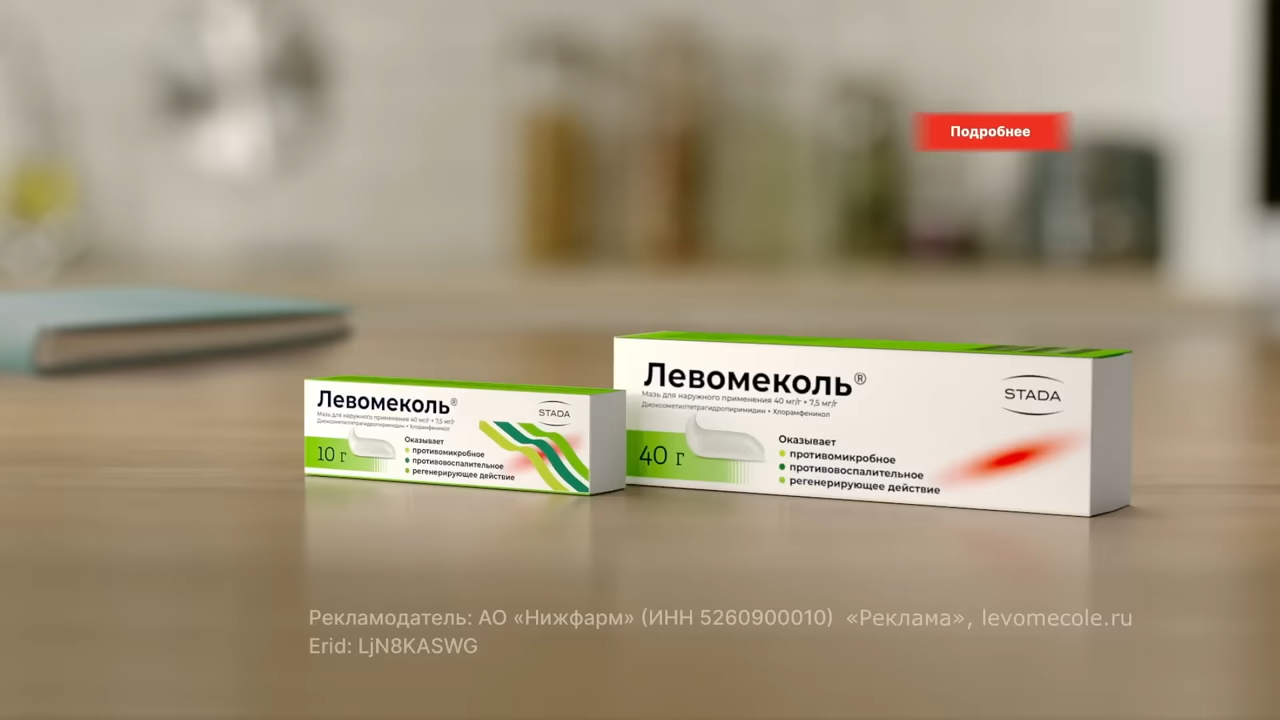 Подробнее
Левомеколь®
Мазь для наружного применения 40 мг/г + 7,5 мг/г
Диоксометилтетрагидропиримидин • Хлорамфеникол
STADA
10 г
Оказывает
противомикробное
противовоспалительное
регенерирующее действие
Левомеколь®
Мазь для наружного применения 40 мг/г + 7,5 мг/г
Диоксометилтетрагидропиримидин • Хлорамфеникол
STADA
40 г
Оказывает
противомикробное
противовоспалительное
регенерирующее действие
Рекламодатель: АО «Нижфарм» (ИНН 5260900010) «Реклама», levomecole.ru
Erid: LjN8KASWG